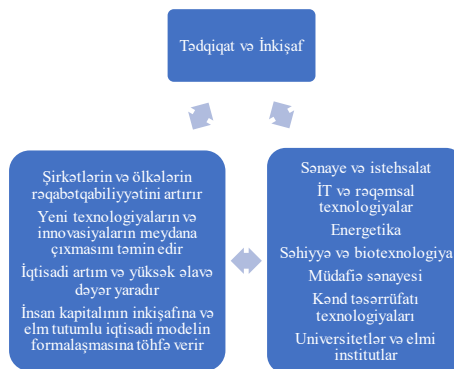 Tədqiqat və İnkişaf
Şirkətlərin və ölkələrin
rəqabətqabiliyyətini artırır
Yeni texnologiyaların və
innovasiyaların meydana
çıxmasını təmin edir
İqtisadi artım və yüksək əlavə
dəyər yaradır
İnsan kapitalının inkişafına və
elm tutumlu iqtisadi modelin
formalaşmasına töhfə verir
Sənaye və istehsalat
İT və rəqəmsal
texnologiyalar
Energetika
Səhiyyə və biotexnologiya
Müdafiə sənayesi
Kənd təsərrüfatı
texnologiyaları
Universitetlər və elmi
institutlar